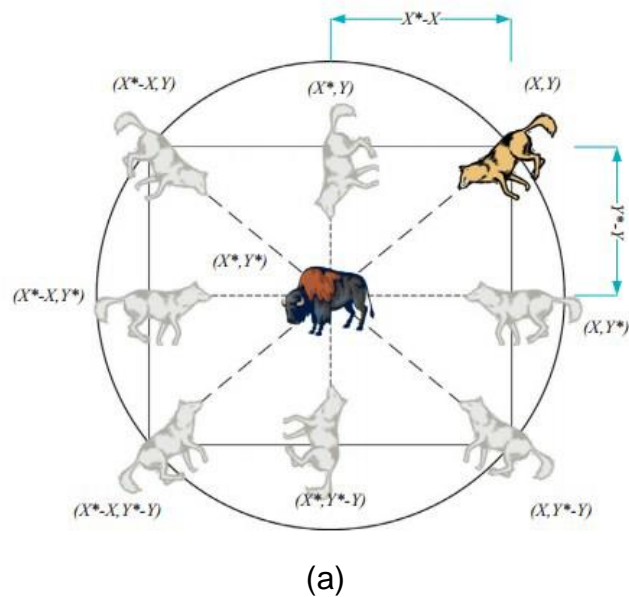 X*-X
(X*-X,Y)
(X*,Y)
(X,Y)
Y*-Y
(X*,Y*)
(X*-X,Y*)
(X,Y*)
(X*-X,Y*-Y)
(X*,Y*-Y)
(X,Y*-Y)
(a)